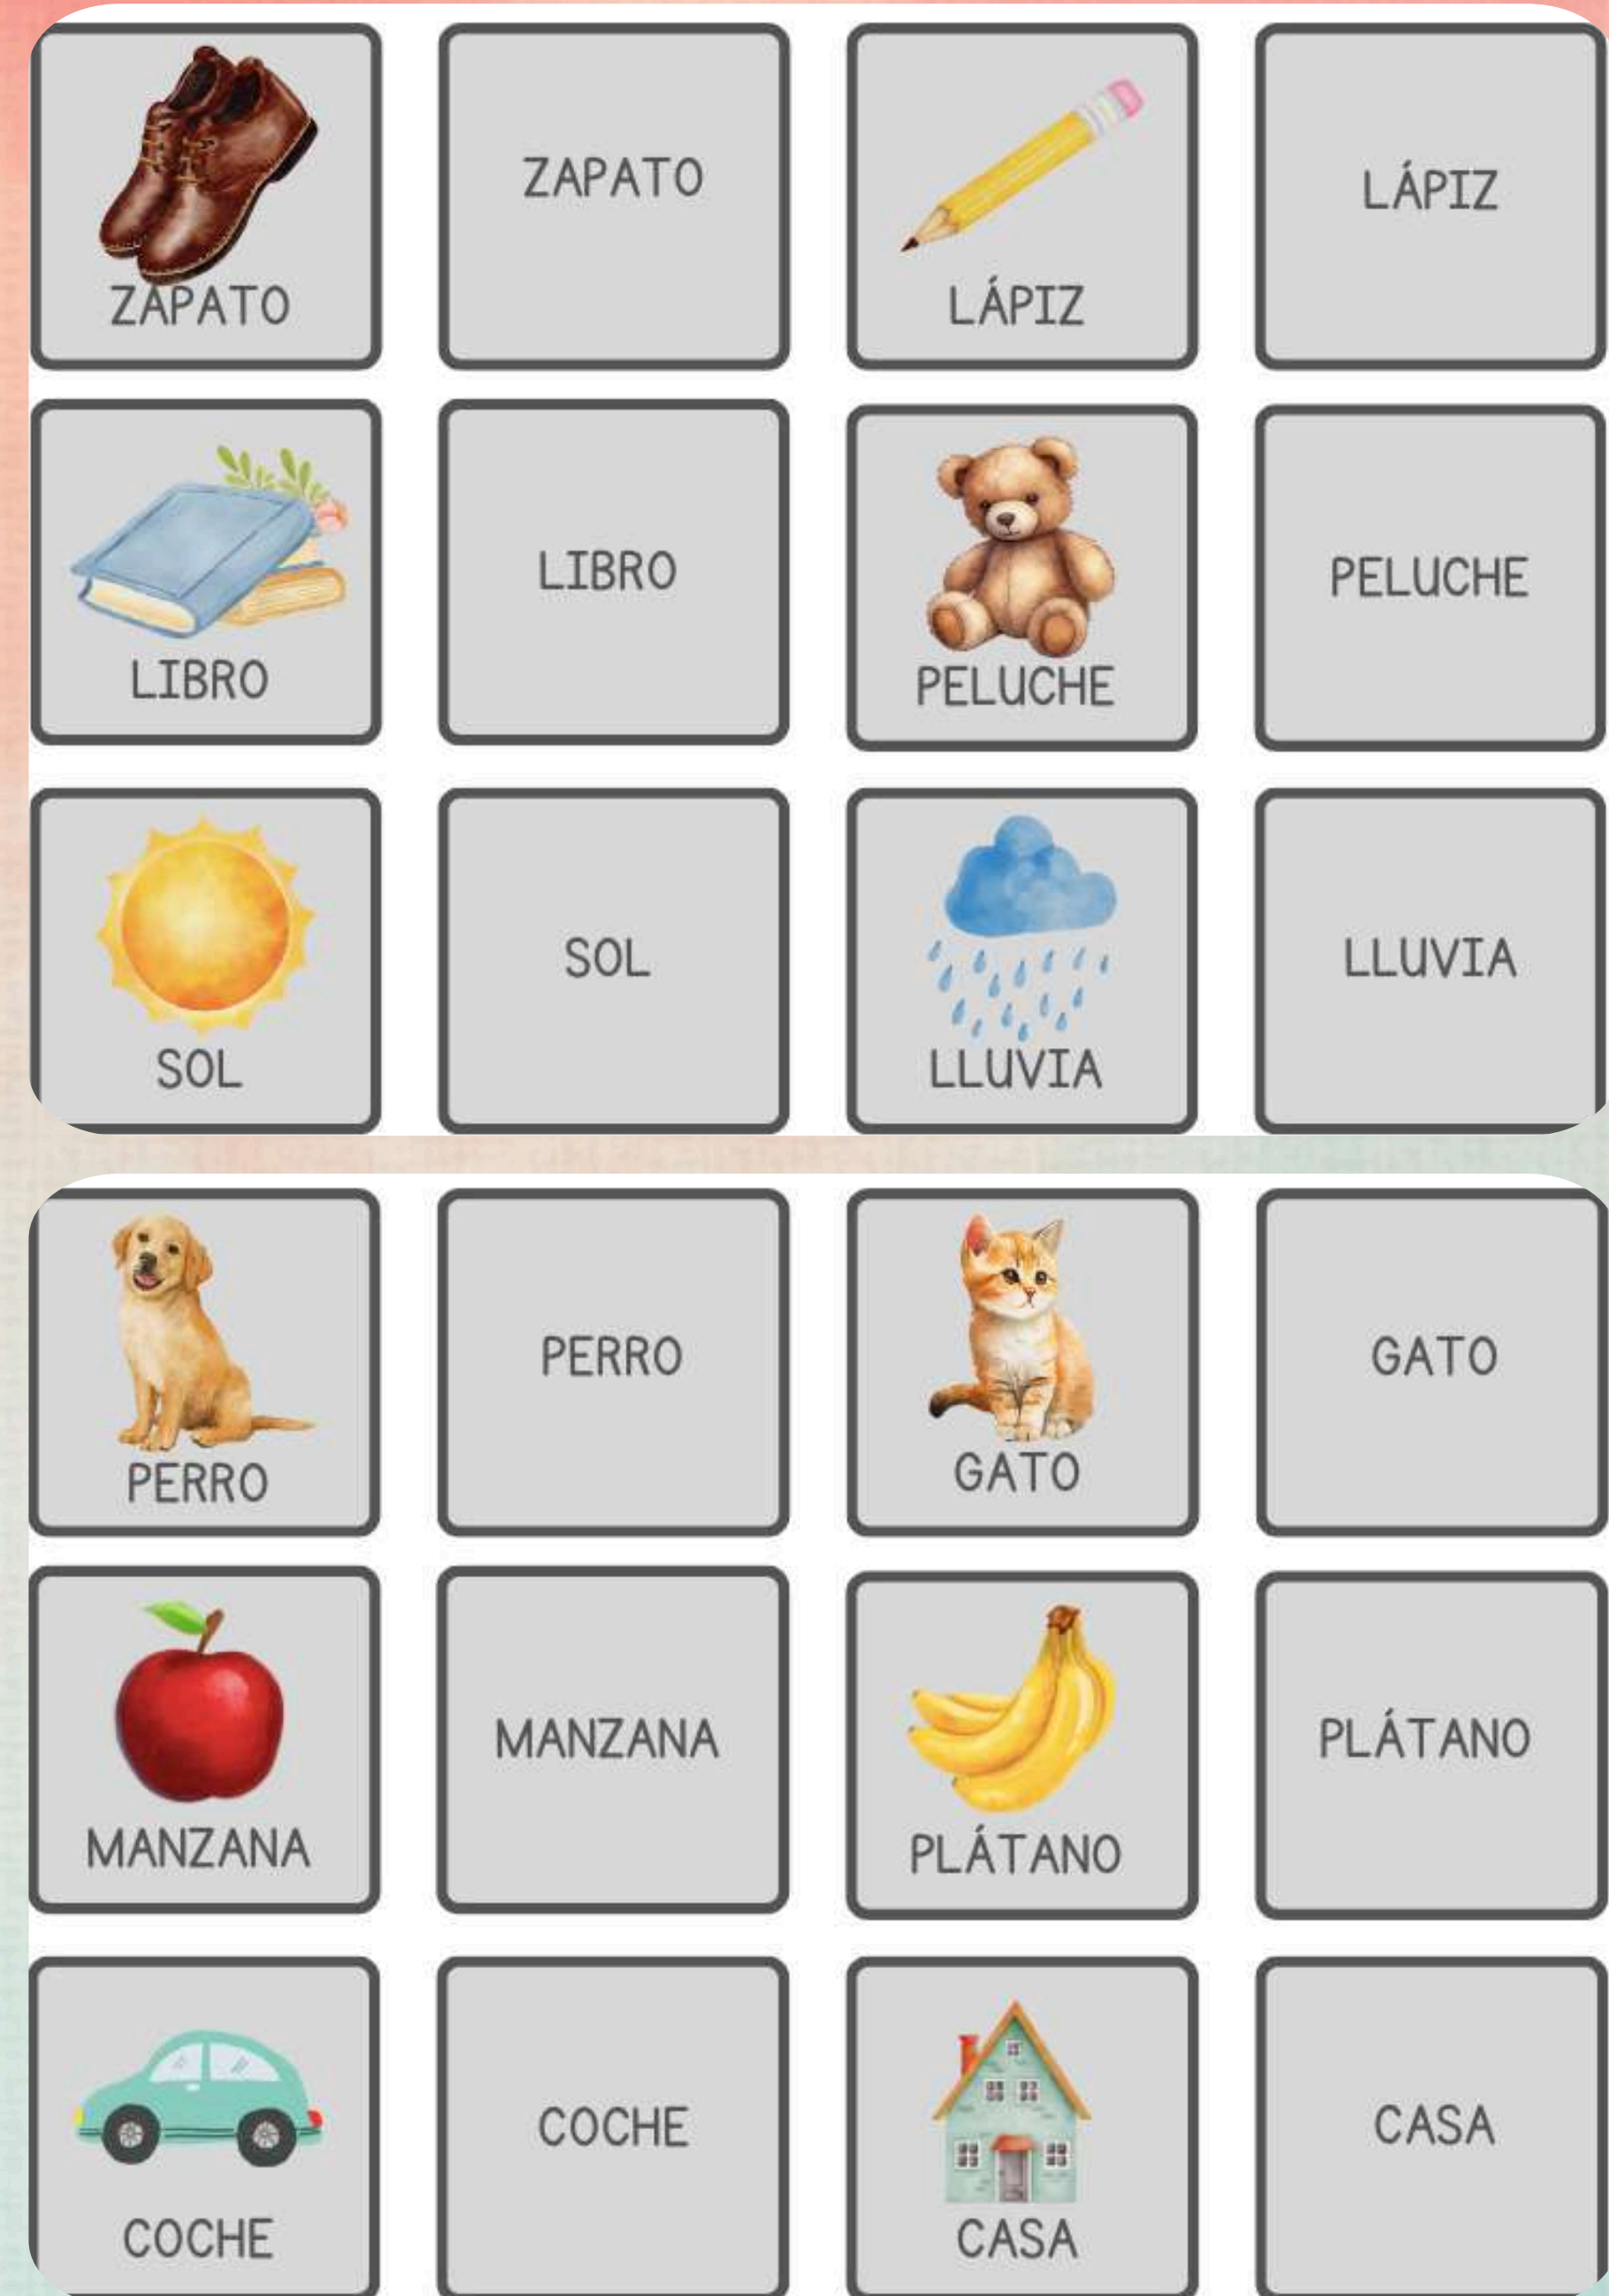 ZAPATO
ZAPATO
LÁPIZ
LÁPIZ
LIBRO
LIBRO
PELUCHE
PELUCHE
SOL
SOL
LLUVIA
LLUVIA
PERRO
PERRO
GATO
GATO
MANZANA
MANZANA
PLÁTANO
PLÁTANO
COCHE
COCHE
CASA
CASA